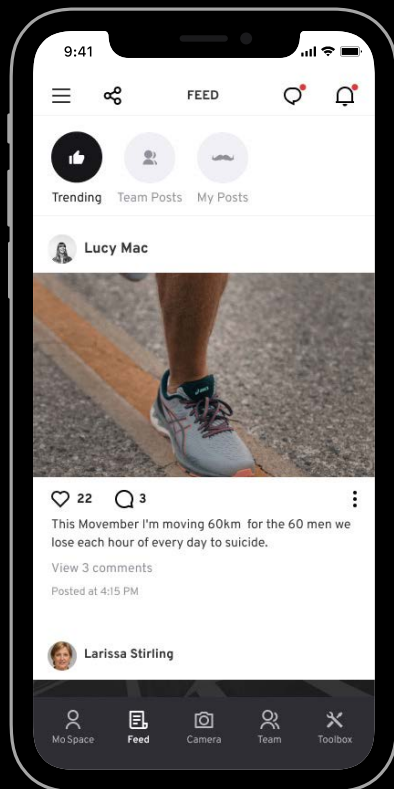 9:41
FEED
Trending
Team Posts
My Posts
Lucy Mac
asics
22
3
This Movember I'm moving 60km for the 60 men we
lose each hour of every day to suicide.
View 3 comments
Posted at 4:15 PM
Larissa Stirling
Mo Space
Feed
Camera
Team
Toolbox